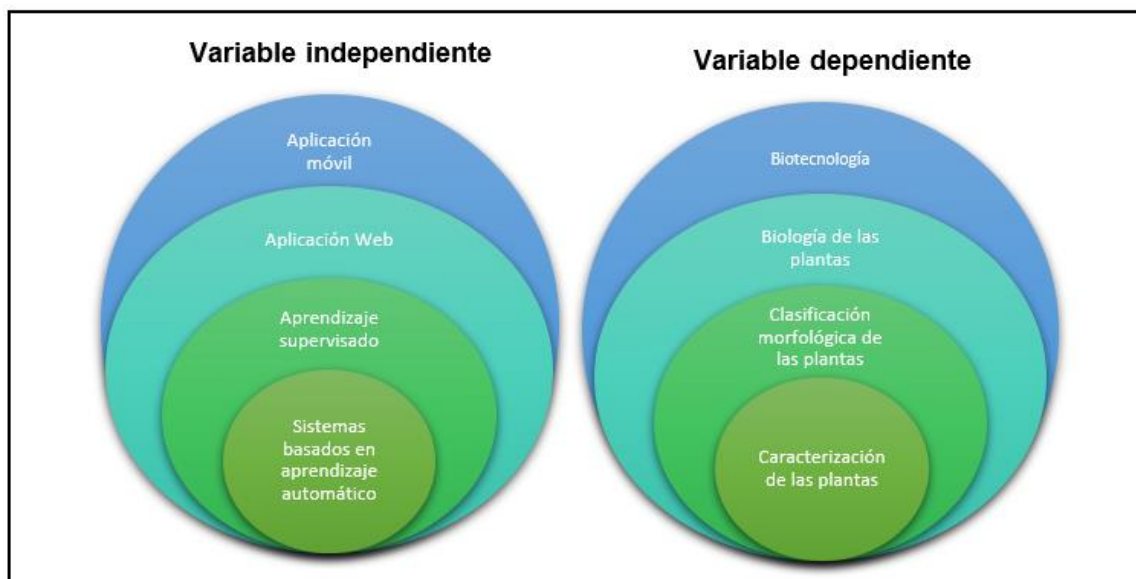 Variable independiente
Aplicación
móvil
Aplicación Web
Aprendizaje
supervisado
Sistemas
basados en
aprendizaje
automático
Variable dependiente
Biotecnología
Biología de las
plantas
Clasificación
morfológica de
las plantas
Caracterización
de las plantas